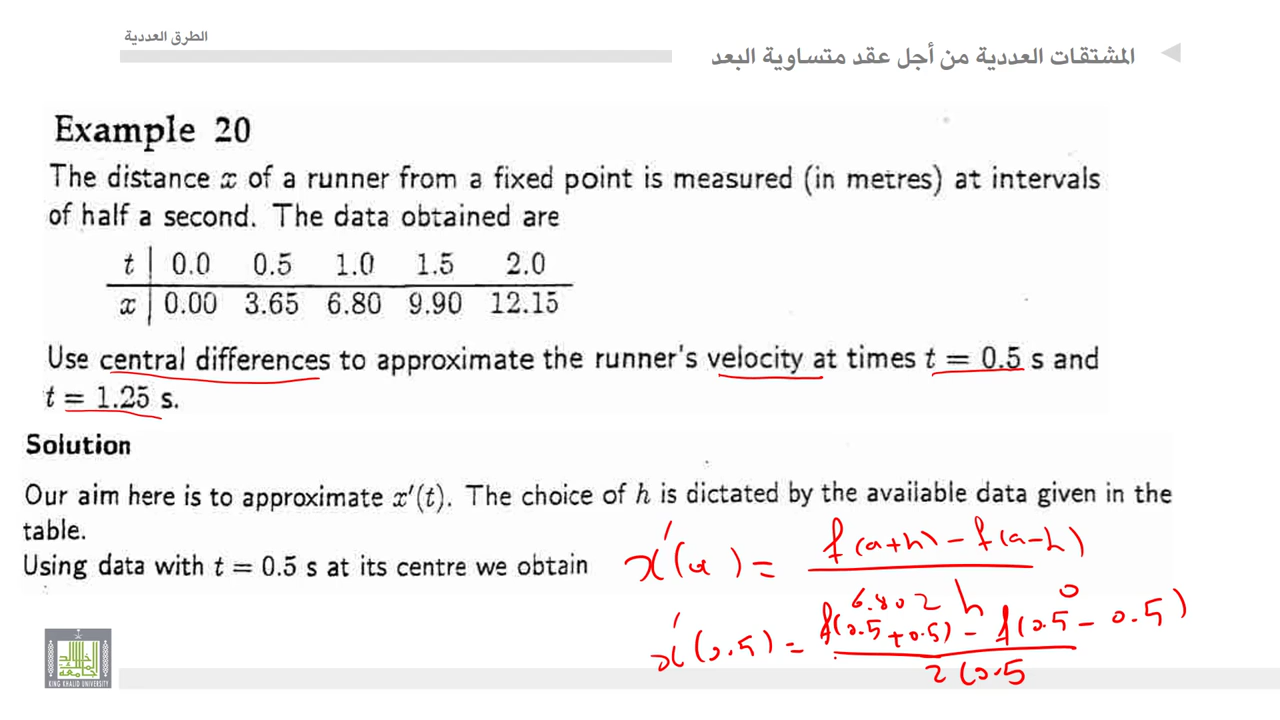 الطرق العددية
المشتقات العددية من أجل عقد متساوية البعد
Example 20
The distance x of a runner from a fixed point is measured (in metres) at intervals
of half a second. The data obtained are
t | 0.0 0.5 1.0 1.5 2.0
x | 0.00 3.65 6.80 9.90 12.15
Use central differences to approximate the runner's velocity at times t = 0.5 s and
t = 1.25 s.
Solution
Our aim here is to approximate x′(t). The choice of h is dictated by the available data given in the
table.
Using data with t = 0.5 s at its centre we obtain
x′(a) = f(a+h) − f(a−h)
2 h
6.80 0
x′(0.5) = f(0.5+0.5) − f(0.5 − 0.5)
2(0.5
KING KHALID UNIVERSITY